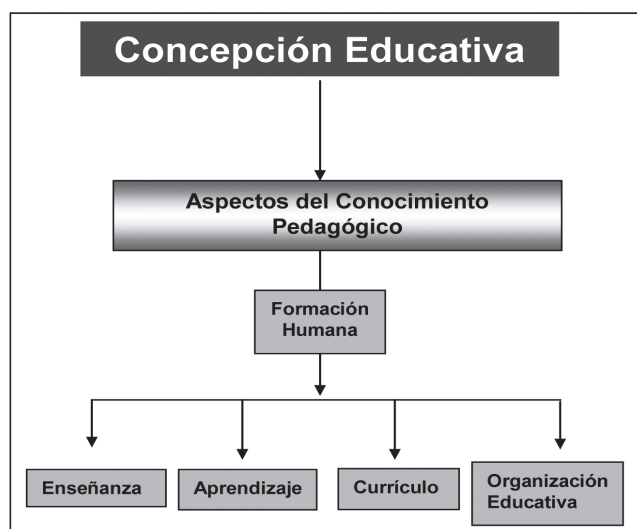 Concepción Educativa
Aspectos del Conocimiento
Pedagógico
Formación
Humana
Enseñanza
Aprendizaje
Currículo
Organización
Educativa